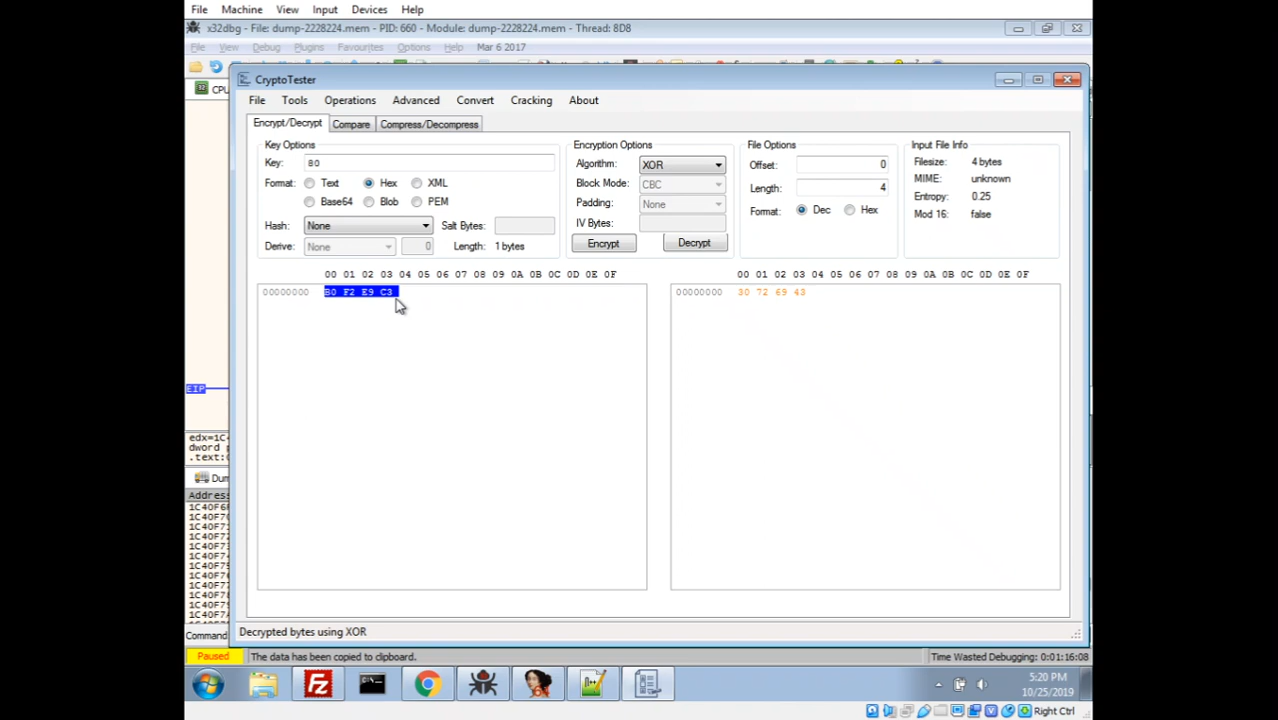 File Machine View Input Devices Help
x32dbg - File: dump-2228224.mem - PID: 660 - Module: dump-2228224.mem - Thread: 8D8
File View Debug Plugins Favourites Options Help Mar 6 2017
CPU
CryptoTester
File Tools Operations Advanced Convert Cracking About
Encrypt/Decrypt Compare Compress/Decompress
Key Options
Key: 80
Format: Text Hex XML
Base64 Blob PEM
Hash: None Salt Bytes:
Derive: None 0 Length: 1 bytes
Encryption Options
Algorithm: XOR
Block Mode: CBC
Padding: None
IV Bytes:
Encrypt Decrypt
File Options
Offset: 0
Length: 4
Format: Dec Hex
Input File Info
Filesize: 4 bytes
MIME: unknown
Entropy: 0.25
Mod 16: false
00 01 02 03 04 05 06 07 08 09 0A 0B 0C 0D 0E 0F
00000000 B0 F2 E9 C3
00 01 02 03 04 05 06 07 08 09 0A 0B 0C 0D 0E 0F
00000000 30 72 69 43
EIP
edx=1C4
dword p
.text:
Dum
Address
1C40F6
1C40F7
1C40F7
1C40F7
1C40F7
1C40F7
1C40F7
1C40F7
1C40F7
1C40F7
1C40F7
1C40F7
Decrypted bytes using XOR
Command
Paused The data has been copied to clipboard. Time Wasted Debugging: 0:01:16:08
5:20 PM
10/25/2019
Right Ctrl